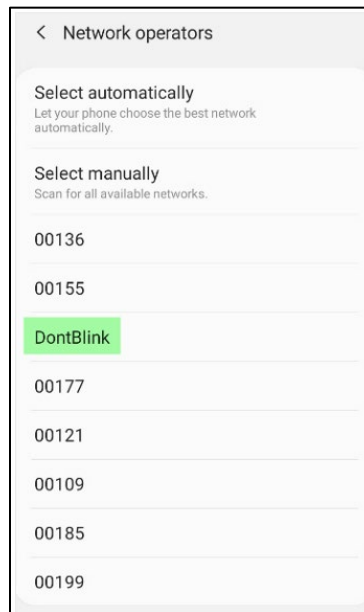 Network operators
Select automatically
Let your phone choose the best network
automatically.
Select manually
Scan for all available networks.
00136
00155
DontBlink
00177
00121
00109
00185
00199